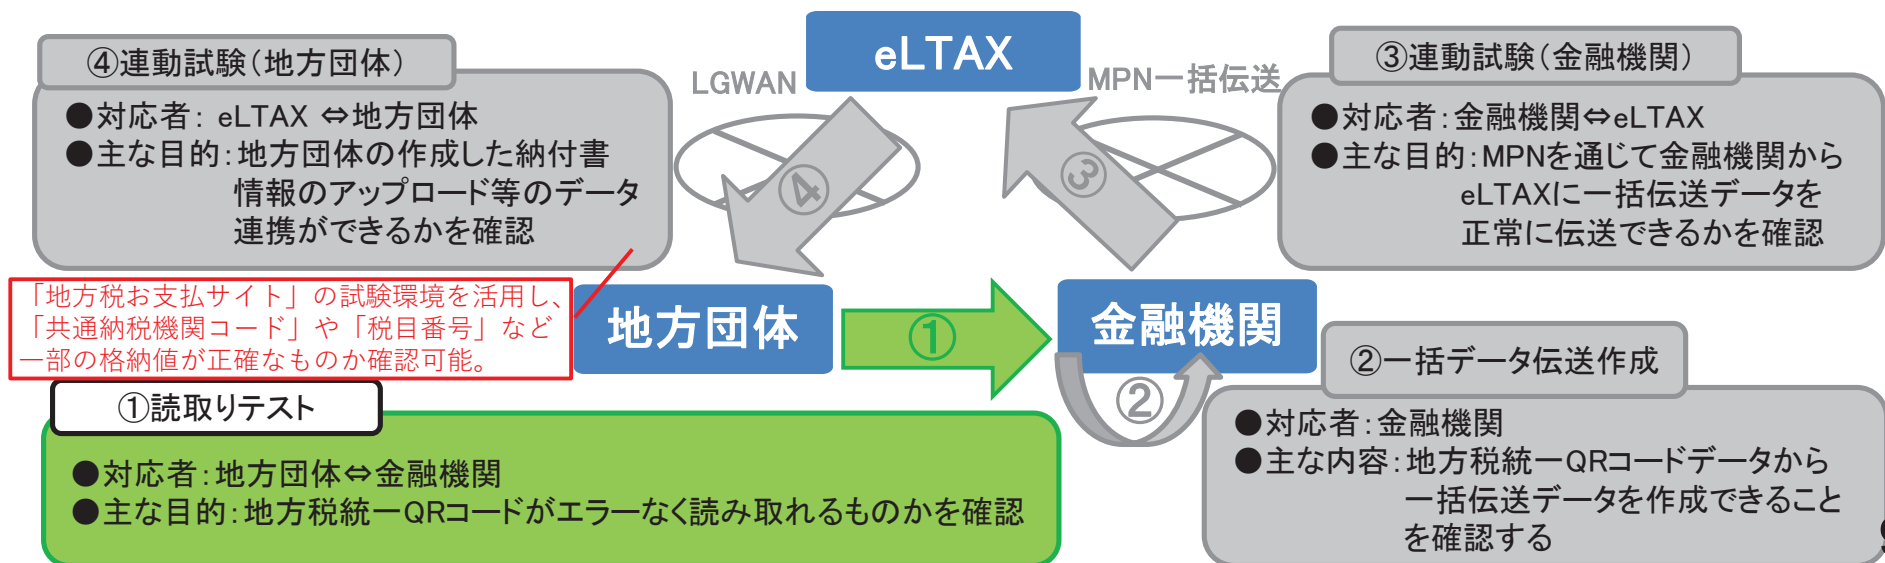 eLTAX
④連動試験（地方団体）
●対応者：eLTAX ⇔地方団体
●主な目的：地方団体の作成した納付書
情報のアップロード等のデータ
連携ができるかを確認
LGWAN
MPN一括伝送
③連動試験（金融機関）
●対応者：金融機関⇔eLTAX
●主な目的：MPNを通じて金融機関から
eLTAXに一括伝送データを
正常に伝送できるかを確認
④
③
「地方税お支払サイト」の試験環境を活用し、
「共通納税機関コード」や「税目番号」など
一部の格納値が正確なものか確認可能。
地方団体
①
金融機関
②
①読取りテスト
●対応者：地方団体⇔金融機関
●主な目的：地方税統一QRコードがエラーなく読み取れるものかを確認
②一括データ伝送作成
●対応者：金融機関
●主な内容：地方税統一QRコードデータから
一括伝送データを作成できること
を確認する